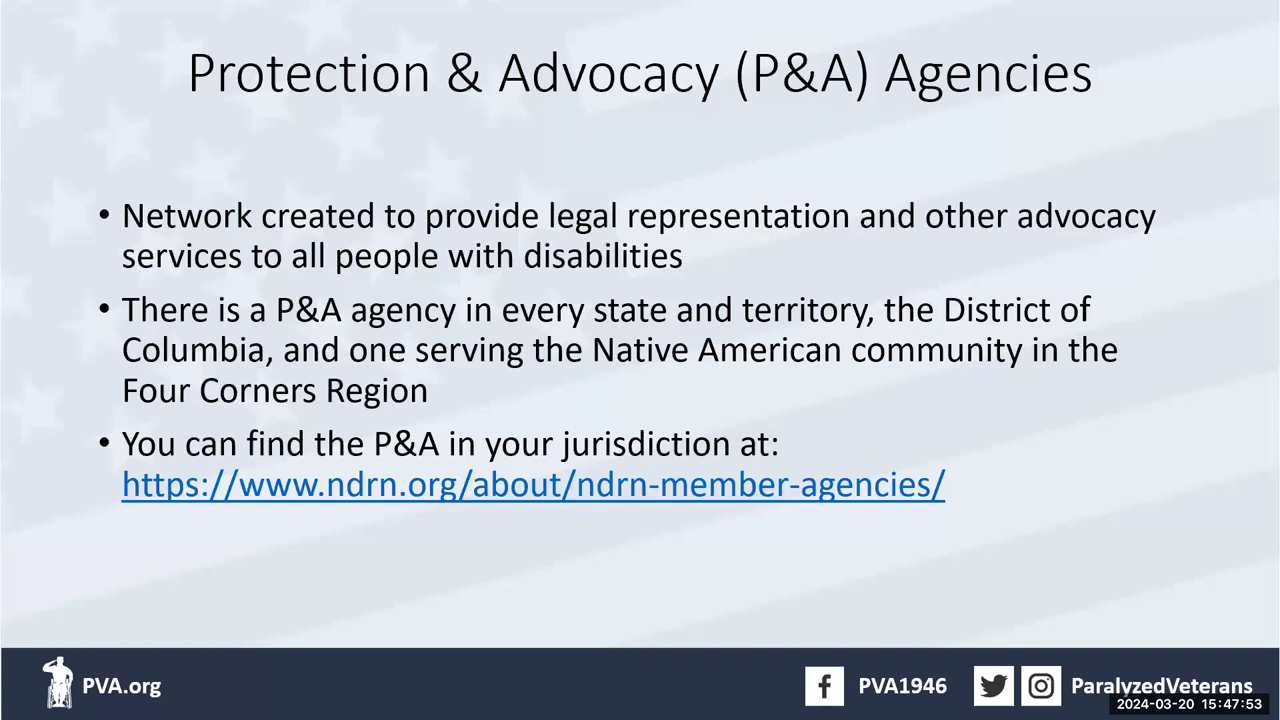 Protection & Advocacy (P&A) Agencies
• Network created to provide legal representation and other advocacy
services to all people with disabilities
• There is a P&A agency in every state and territory, the District of
Columbia, and one serving the Native American community in the
Four Corners Region
• You can find the P&A in your jurisdiction at:
https://www.ndrn.org/about/ndrn-member-agencies/
PVA.org
PVA1946
ParalyzedVeterans
2024-03-20 15:47:53